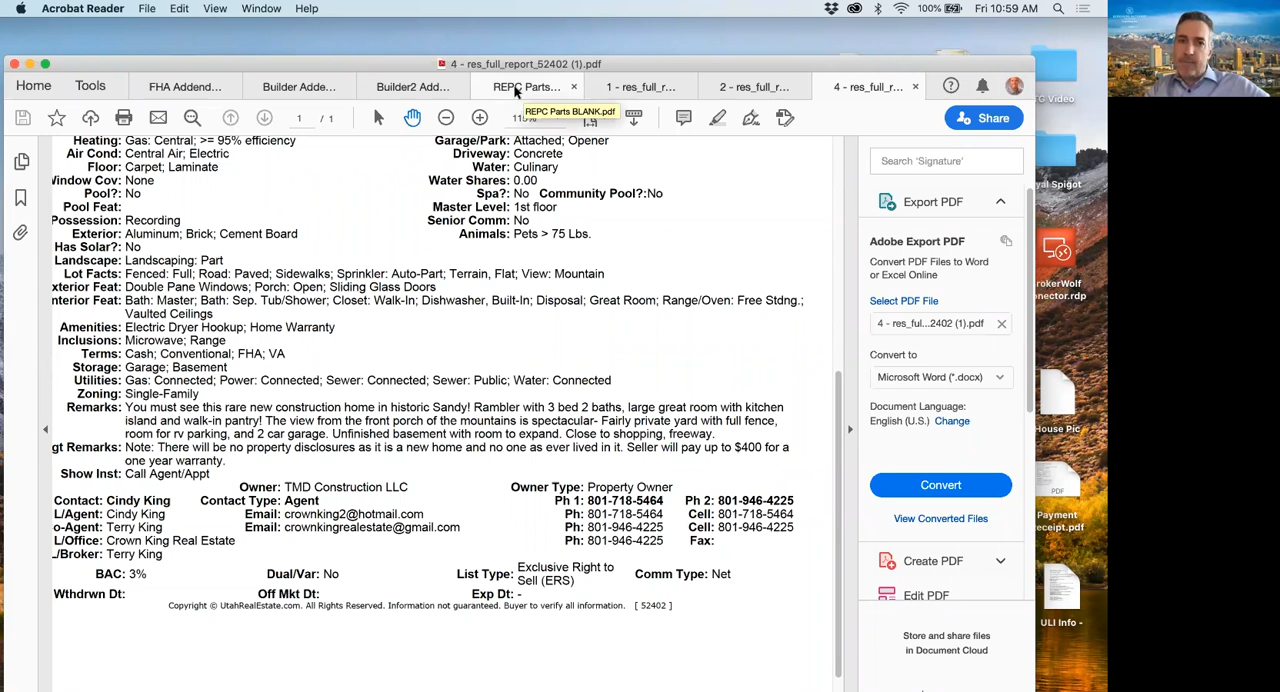 Acrobat Reader File Edit View Window Help 100% Fri 10:59 AM
4 - res_full_report_52402 (1).pdf
Home Tools FHA Addend... Builder Adde... Builder2 Add... REPC Parts... × 1 - res_full_r... 2 - res_full_r... 4 - res_full_r... ×
REPC Parts BLANK.pdf
1 / 1
Share
Heating: Gas: Central; >= 95% efficiency Garage/Park: Attached; Opener
Air Cond: Central Air; Electric Driveway: Concrete
Floor: Carpet; Laminate Water: Culinary
Window Cov: None Water Shares: 0.00
Pool?: No Spa?: No Community Pool?:No
Pool Feat: Master Level: 1st floor
Possession: Recording Senior Comm: No
Exterior: Aluminum; Brick; Cement Board Animals: Pets > 75 Lbs.
Has Solar?: No
Landscape: Landscaping: Part
Lot Facts: Fenced: Full; Road: Paved; Sidewalks; Sprinkler: Auto-Part; Terrain, Flat; View: Mountain
xterior Feat: Double Pane Windows; Porch: Open; Sliding Glass Doors
nterior Feat: Bath: Master; Bath: Sep. Tub/Shower; Closet: Walk-In; Dishwasher, Built-In; Disposal; Great Room; Range/Oven: Free Stdng.;
Vaulted Ceilings
Amenities: Electric Dryer Hookup; Home Warranty
Inclusions: Microwave; Range
Terms: Cash; Conventional; FHA; VA
Storage: Garage; Basement
Utilities: Gas: Connected; Power: Connected; Sewer: Connected; Sewer: Public; Water: Connected
Zoning: Single-Family
Remarks: You must see this rare new construction home in historic Sandy! Rambler with 3 bed 2 baths, large great room with kitchen
island and walk-in pantry! The view from the front porch of the mountains is spectacular- Fairly private yard with full fence,
room for rv parking, and 2 car garage. Unfinished basement with room to expand. Close to shopping, freeway.
gt Remarks: Note: There will be no property disclosures as it is a new home and no one as ever lived in it. Seller will pay up to $400 for a
one year warranty.
Show Inst: Call Agent/Appt
Owner: TMD Constuition LLC Owner Type: Property Owner
Contact: Cindy King Contact Type: Agent Ph 1: 801-718-5464 Ph 2: 801-946-4225
L/Agent: Cindy King Email: crownking2@hotmail.com Ph: 801-718-5464 Cell: 801-718-5464
o-Agent: Terry King Email: crownkingrealestate@gmail.com Ph: 801-946-4225 Cell: 801-946-4225
L/Office: Crown King Real Estate Ph: 801-946-4225 Fax:
L/Broker: Terry King
BAC: 3% Dual/Var: No List Type: Exclusive Right to Sell (ERS) Comm Type: Net
Wthdrwn Dt: Off Mkt Dt: Exp Dt: -
Copyright © UtahRealEstate.com. All Rights Reserved. Information not guaranteed. Buyer to verify all information. [ 52402 ]
Search 'Signature'
Export PDF
Adobe Export PDF
Convert PDF Files to Word
or Excel Online
Select PDF File
4 - res_ful...2402 (1).pdf
Convert to
Microsoft Word (*.docx)
Document Language:
English (U.S.) Change
Convert
View Converted Files
Create PDF
Edit PDF
Store and share files
in Document Cloud
Video
Spigot
nector.rdp
House Pic
PDF
Payment
eceipt.pdf
ULI Info -